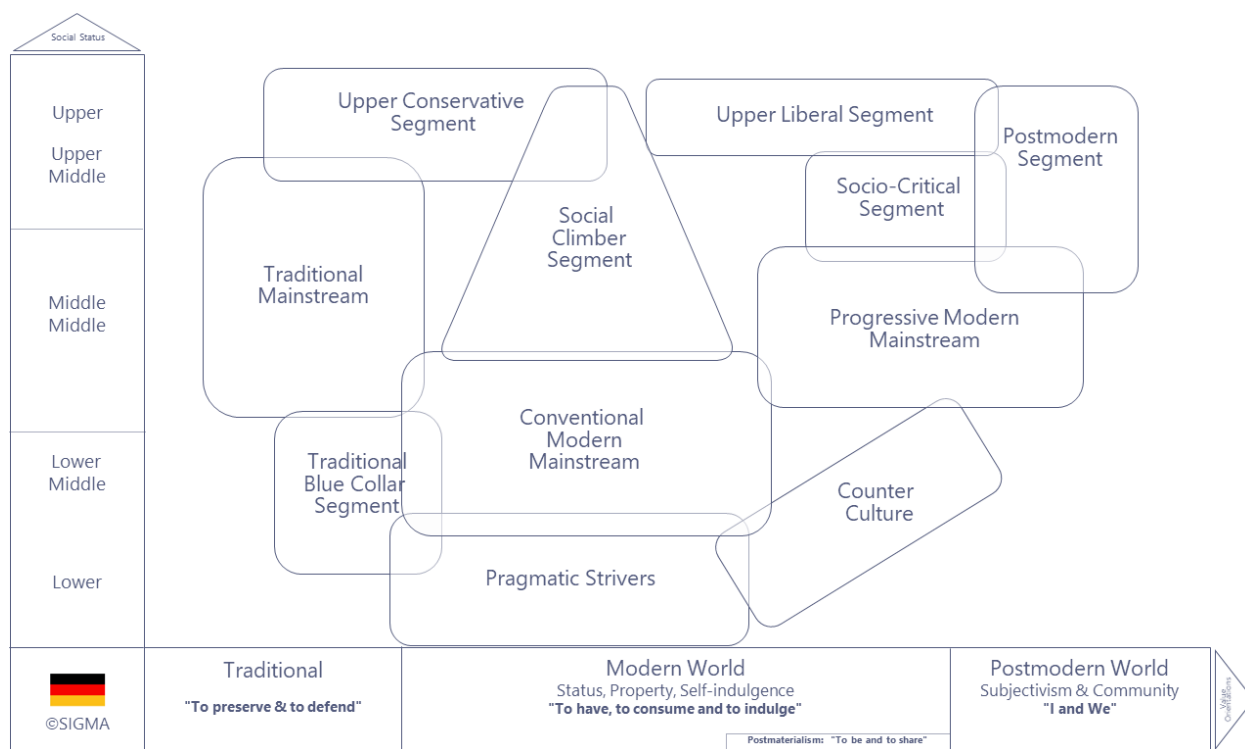 Social Status
Upper
Upper
Middle
Middle
Middle
Lower
Middle
Lower
Upper Conservative
Segment
Upper Liberal Segment
Postmodern
Segment
Socio-Critical
Segment
Social
Climber
Segment
Traditional
Mainstream
Progressive Modern
Mainstream
Conventional
Modern
Mainstream
Traditional
Blue Collar
Segment
Counter
Culture
Pragmatic Strivers
©SIGMA
Traditional
"To preserve & to defend"
Modern World
Status, Property, Self-indulgence
"To have, to consume and to indulge"
Postmaterialism: "To be and to share"
Postmodern World
Subjectivism & Community
"I and We"
Value
Orientations